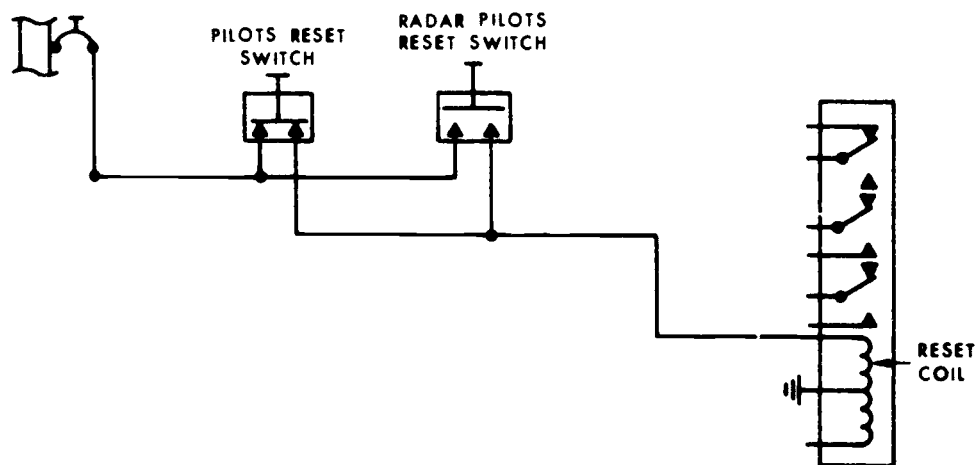 PILOTS RESET
SWITCH
RADAR PILOTS
RESET SWITCH
RESET
COIL